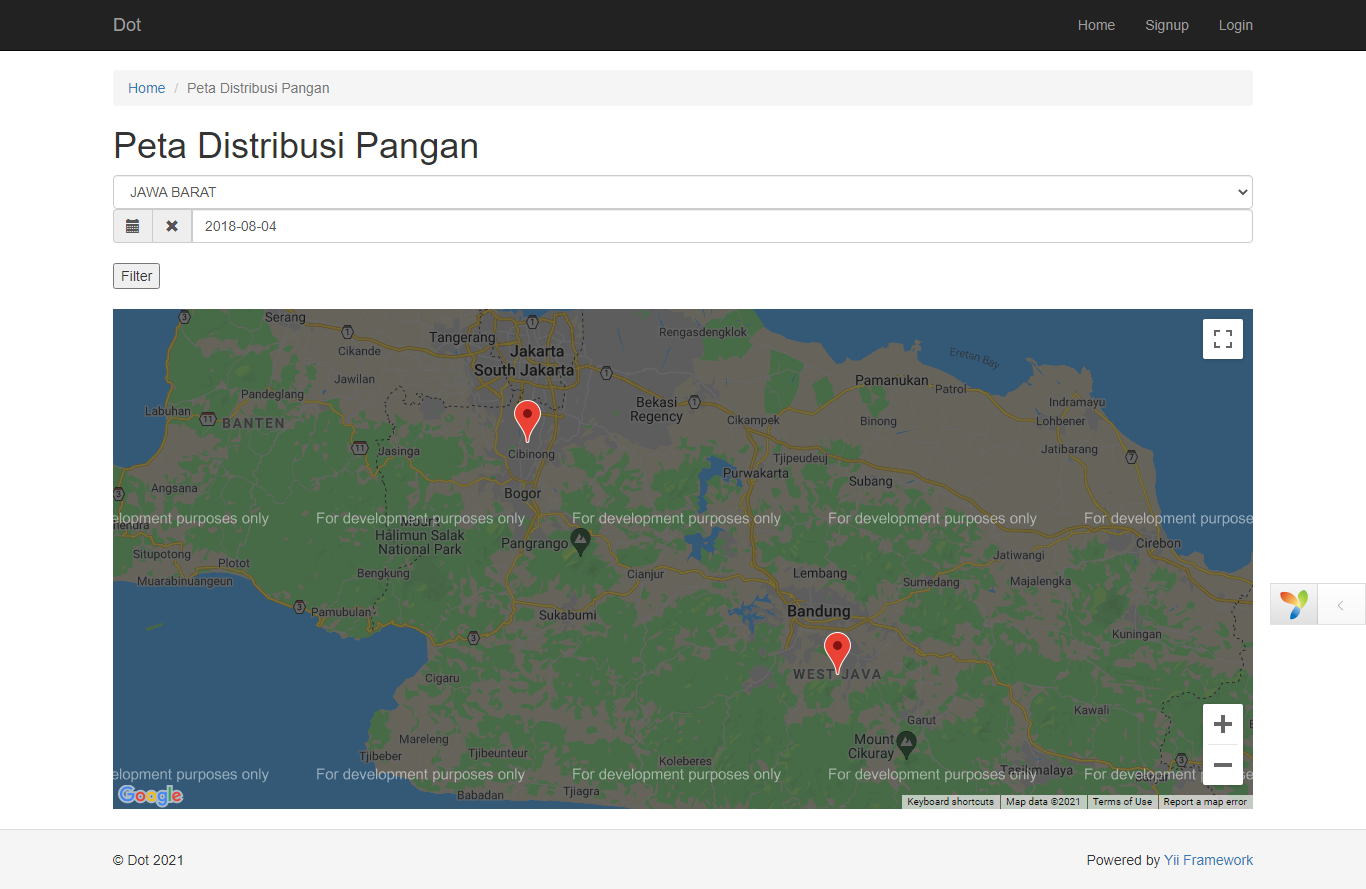 Dot
Home Signup Login
Home / Peta Distribusi Pangan
Peta Distribusi Pangan
JAWA BARAT
2018-08-04
Filter
Serang
Tangerang
Rengasdengklok
Cikande
Jakarta
South Jakarta
Eretan Bay
Jawilan
Pamanukan
Patrol
Pandeglang
Bekasi
Regency
Labuhan
BANTEN
Cikampek
Binong
Indramayu
Lohbener
Jasinga
Cibinong
Tjipeudeuj
Jatibarang
Purwakarta
Subang
Angsana
Bogor
elopment purposes only
For development purposes only
For development purposes only
For development purposes only
For development purpose
Halimun Salak
National Park
Pangrango
Jatiwangi
Cirebon
Situpotong
Plotot
Bengkung
Cianjur
Lembang
Sumedang
Majalengka
Muarabinuangeun
Pamubulan
Sukabumi
Bandung
Kuningan
Cigaru
WEST JAVA
Kawali
Garut
Mareleng
Tjibeber
Tjibeunteur
Koleberes
Mount
Cikuray
Tasikmalaya
elopment purposes only
For development purposes only
For development purposes only
For development purposes only
For d
Babadan
Tjiagra
Google
Keyboard shortcuts
Map data ©2021
Terms of Use
Report a map error
© Dot 2021
Powered by Yii Framework